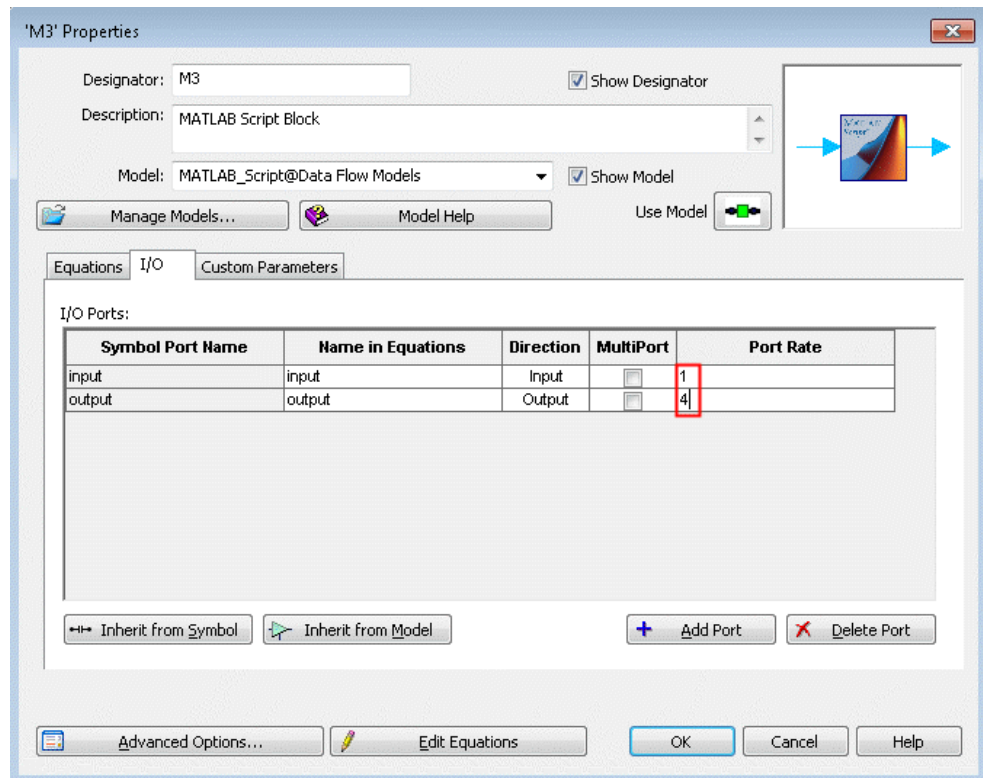 'M3' Properties
Designator: M3
Show Designator
Description: MATLAB Script Block
Model: MATLAB_Script@Data Flow Models
Show Model
Manage Models...
Model Help
Use Model
Equations I/O Custom Parameters
I/O Ports:
Symbol Port Name Name in Equations Direction MultiPort Port Rate
input input Input 1
output output Output 4
Inherit from Symbol Inherit from Model Add Port Delete Port
Advanced Options... Edit Equations OK Cancel Help